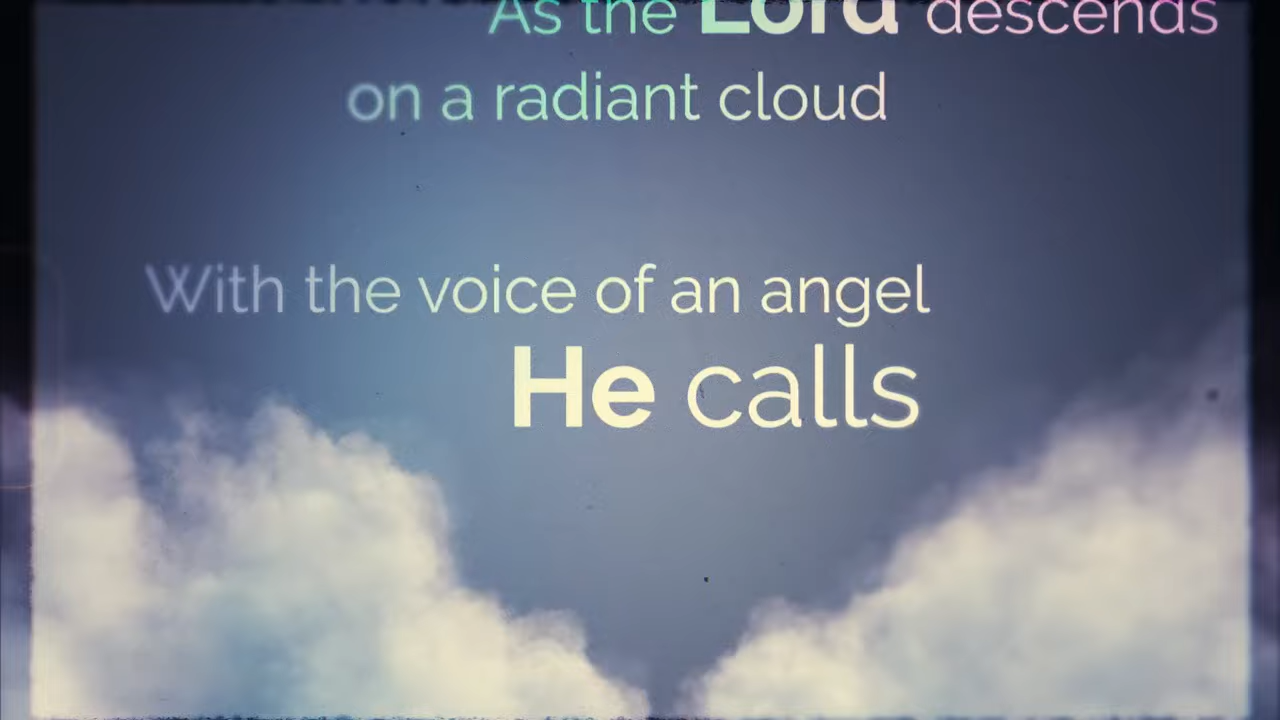 As the Lord descends
on a radiant cloud
With the voice of an angel
He calls